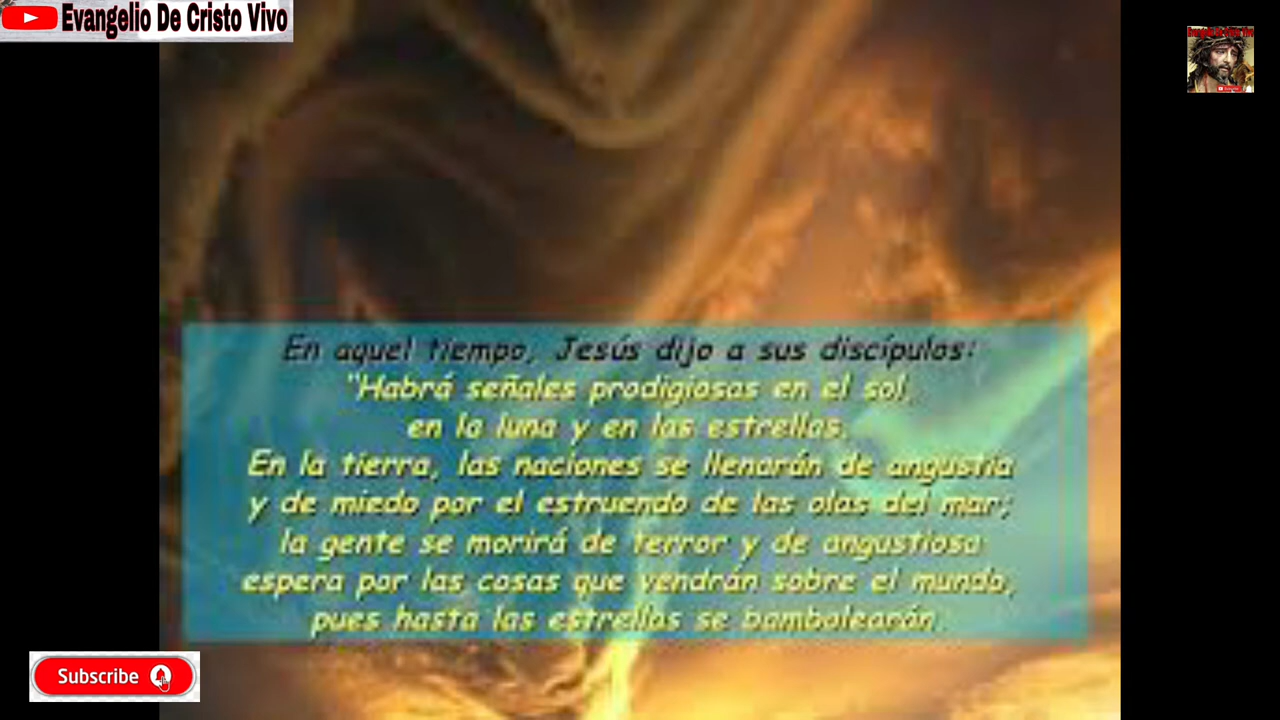 Evangelio De Cristo Vivo
En aquel tiempo, Jesús dijo a sus discípulos:
"Habrá señales prodigiosas en el sol,
en la luna y en las estrellas.
En la tierra, las naciones se llenarán de angustia
y de miedo por el estruendo de las olas del mar;
la gente se morirá de terror y de angustiosa
espera por las cosas que vendrán sobre el mundo,
pues hasta las estrellas se bambolearán.
Subscribe